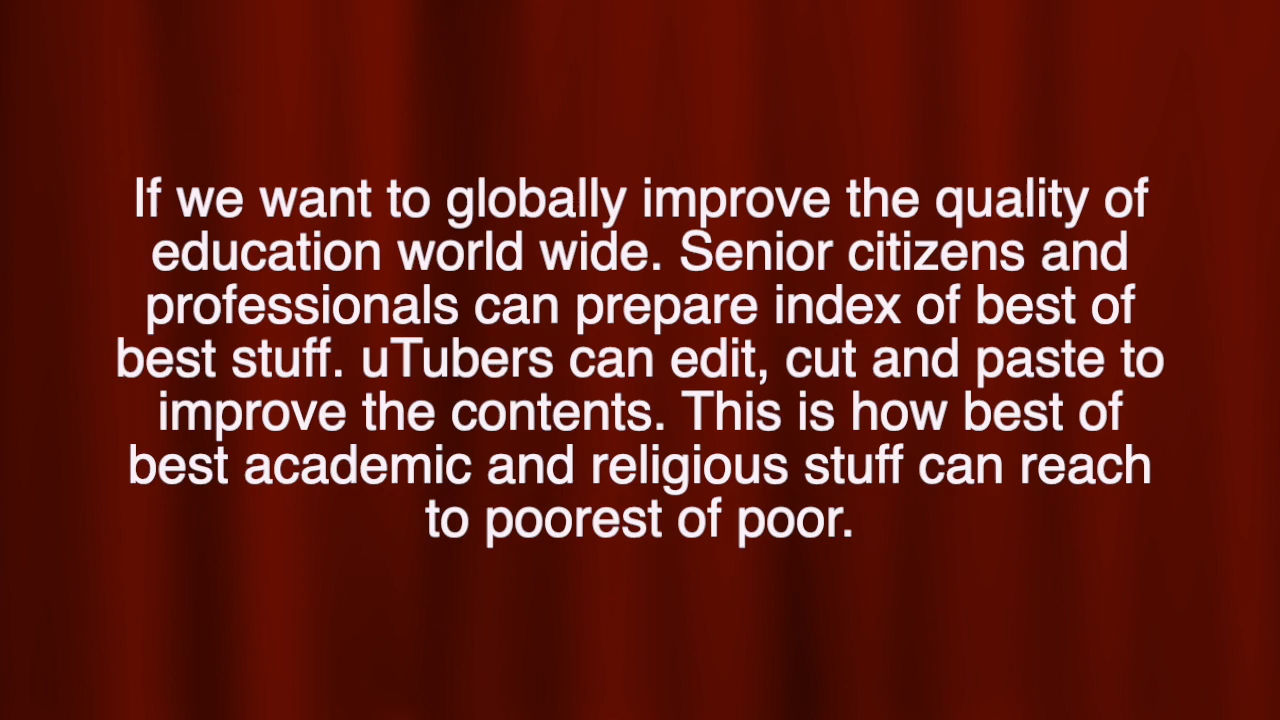 If we want to globally improve the quality of
education world wide. Senior citizens and
professionals can prepare index of best of
best stuff. uTubers can edit, cut and paste to
improve the contents. This is how best of
best academic and religious stuff can reach
to poorest of poor.